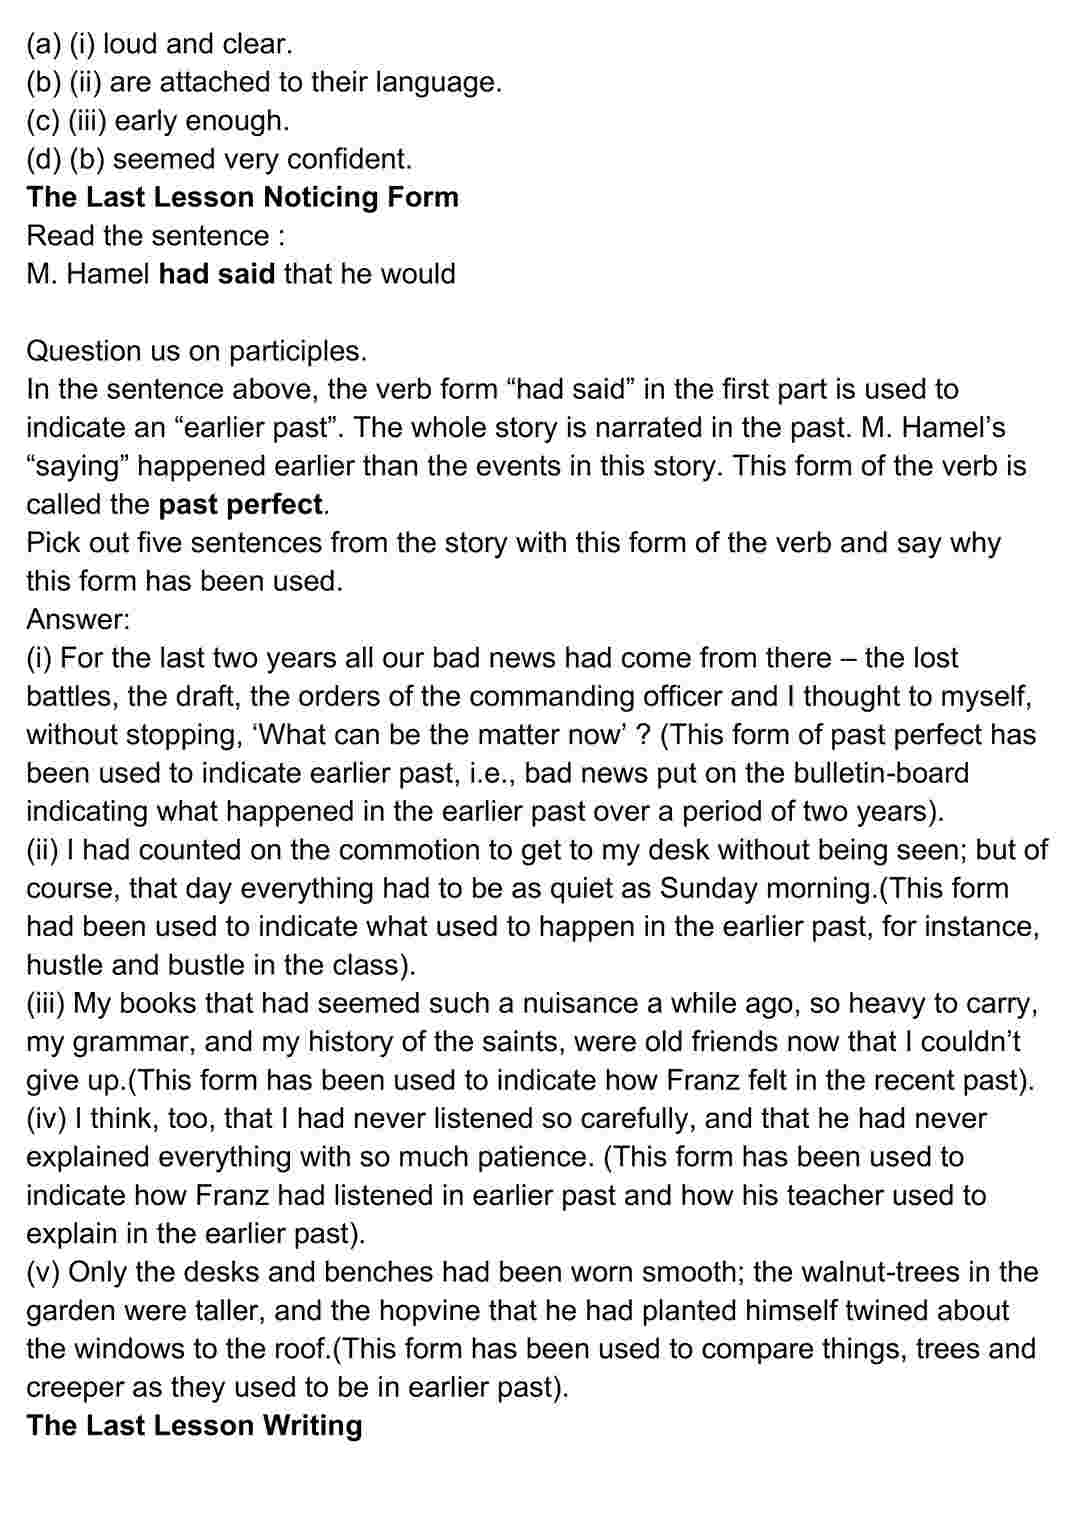 (a) (i) loud and clear.
(b) (ii) are attached to their language.
(c) (iii) early enough.
(d) (b) seemed very confident.
The Last Lesson Noticing Form
Read the sentence :
M. Hamel had said that he would
Question us on participles.
In the sentence above, the verb form “had said” in the first part is used to
indicate an “earlier past”. The whole story is narrated in the past. M. Hamel’s
“saying” happened earlier than the events in this story. This form of the verb is
called the past perfect.
Pick out five sentences from the story with this form of the verb and say why
this form has been used.
Answer:
(i) For the last two years all our bad news had come from there – the lost
battles, the draft, the orders of the commanding officer and I thought to myself,
without stopping, ‘What can be the matter now’ ? (This form of past perfect has
been used to indicate earlier past, i.e., bad news put on the bulletin-board
indicating what happened in the earlier past over a period of two years).
(ii) I had counted on the commotion to get to my desk without being seen; but of
course, that day everything had to be as quiet as Sunday morning.(This form
had been used to indicate what used to happen in the earlier past, for instance,
hustle and bustle in the class).
(iii) My books that had seemed such a nuisance a while ago, so heavy to carry,
my grammar, and my history of the saints, were old friends now that I couldn’t
give up.(This form has been used to indicate how Franz felt in the recent past).
(iv) I think, too, that I had never listened so carefully, and that he had never
explained everything with so much patience. (This form has been used to
indicate how Franz had listened in earlier past and how his teacher used to
explain in the earlier past).
(v) Only the desks and benches had been worn smooth; the walnut-trees in the
garden were taller, and the hopvine that he had planted himself twined about
the windows to the roof.(This form has been used to compare things, trees and
creeper as they used to be in earlier past).
The Last Lesson Writing